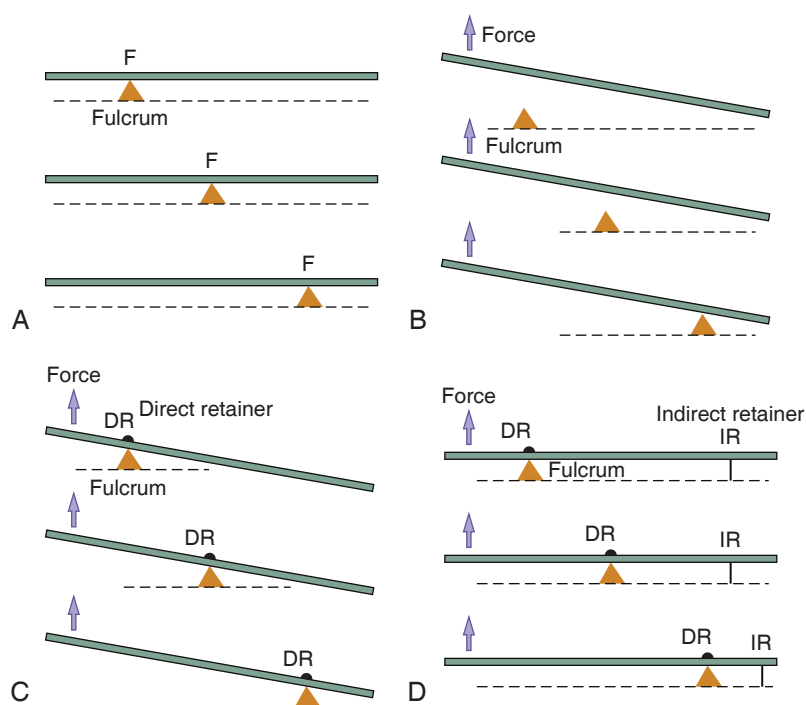 F
Fulcrum
F
F
A
Force
Fulcrum
B
Force
DR Direct retainer
Fulcrum
DR
DR
C
Force
Indirect retainer
DR
IR
Fulcrum
DR
IR
DR
IR
D